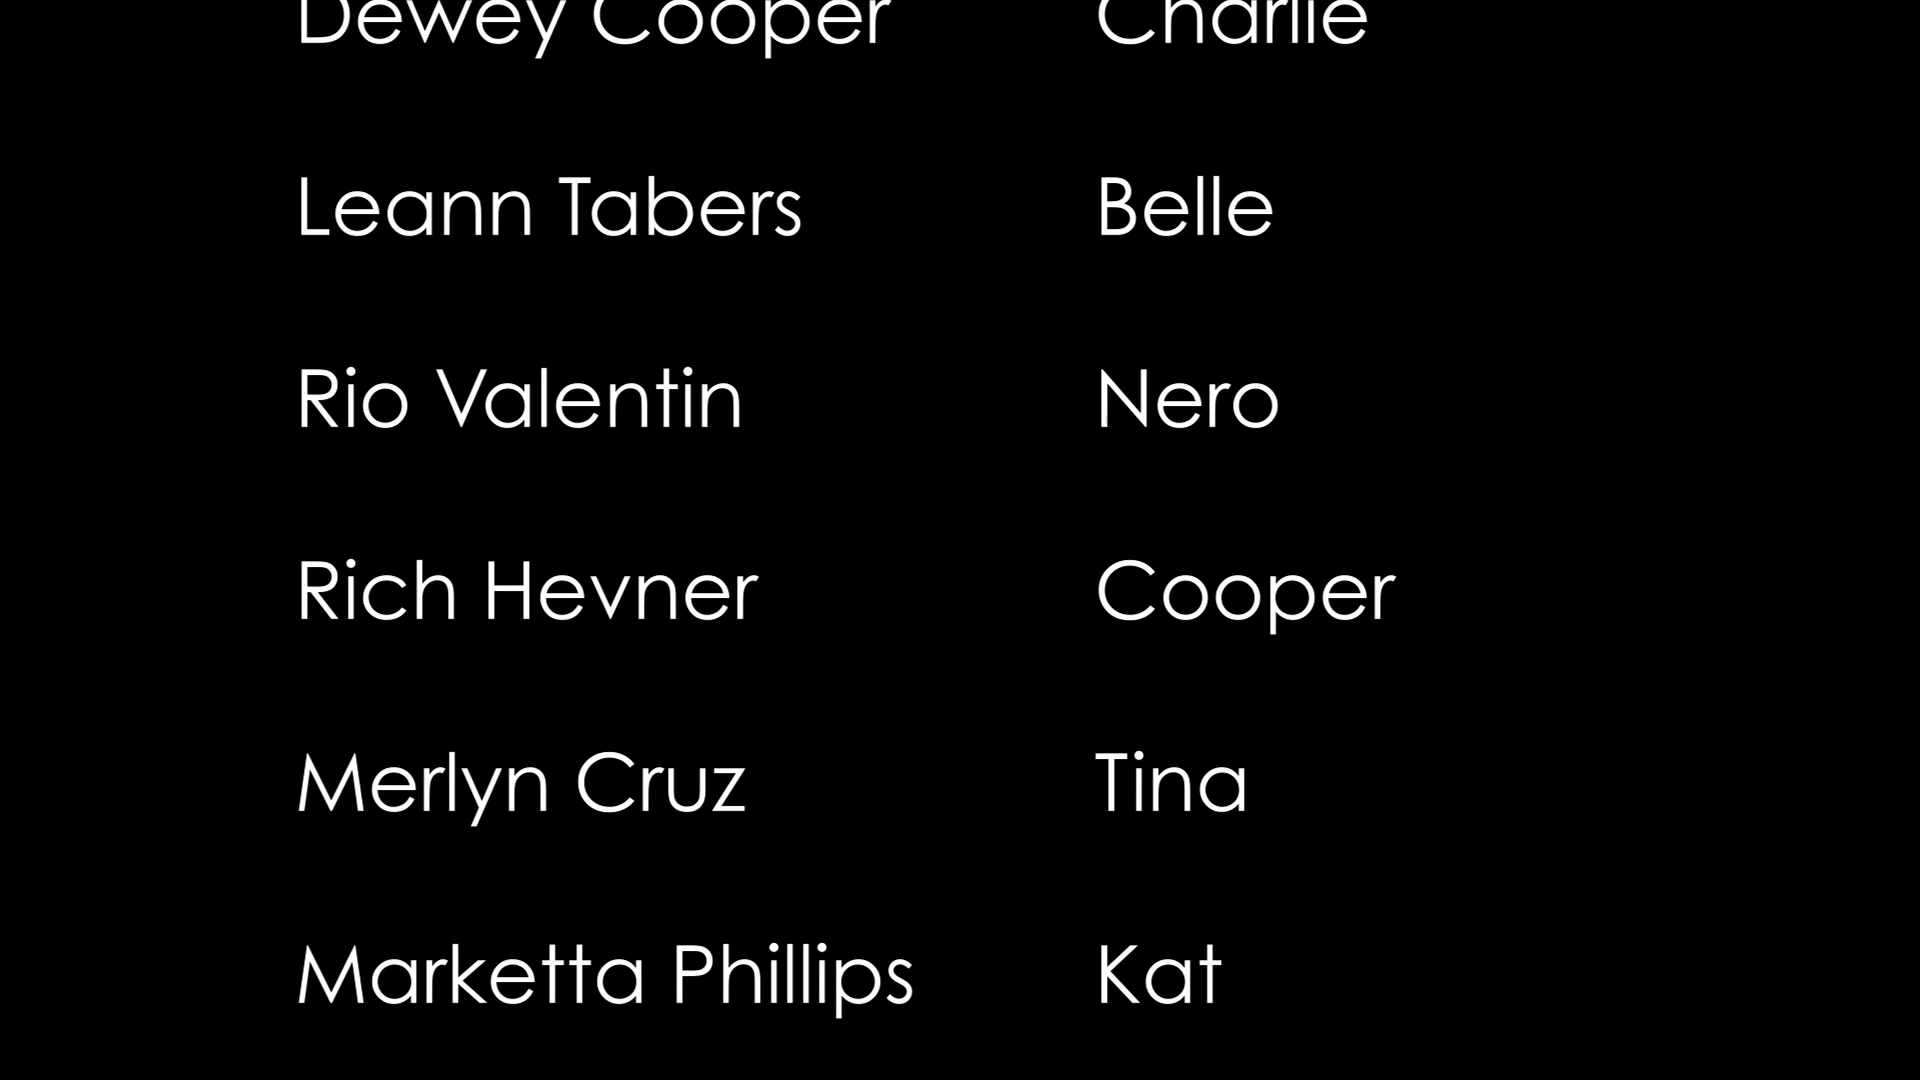 Dewey Cooper Charlie
Leann Tabers Belle
Rio Valentin Nero
Rich Hevner Cooper
Merlyn Cruz Tina
Marketta Phillips Kat